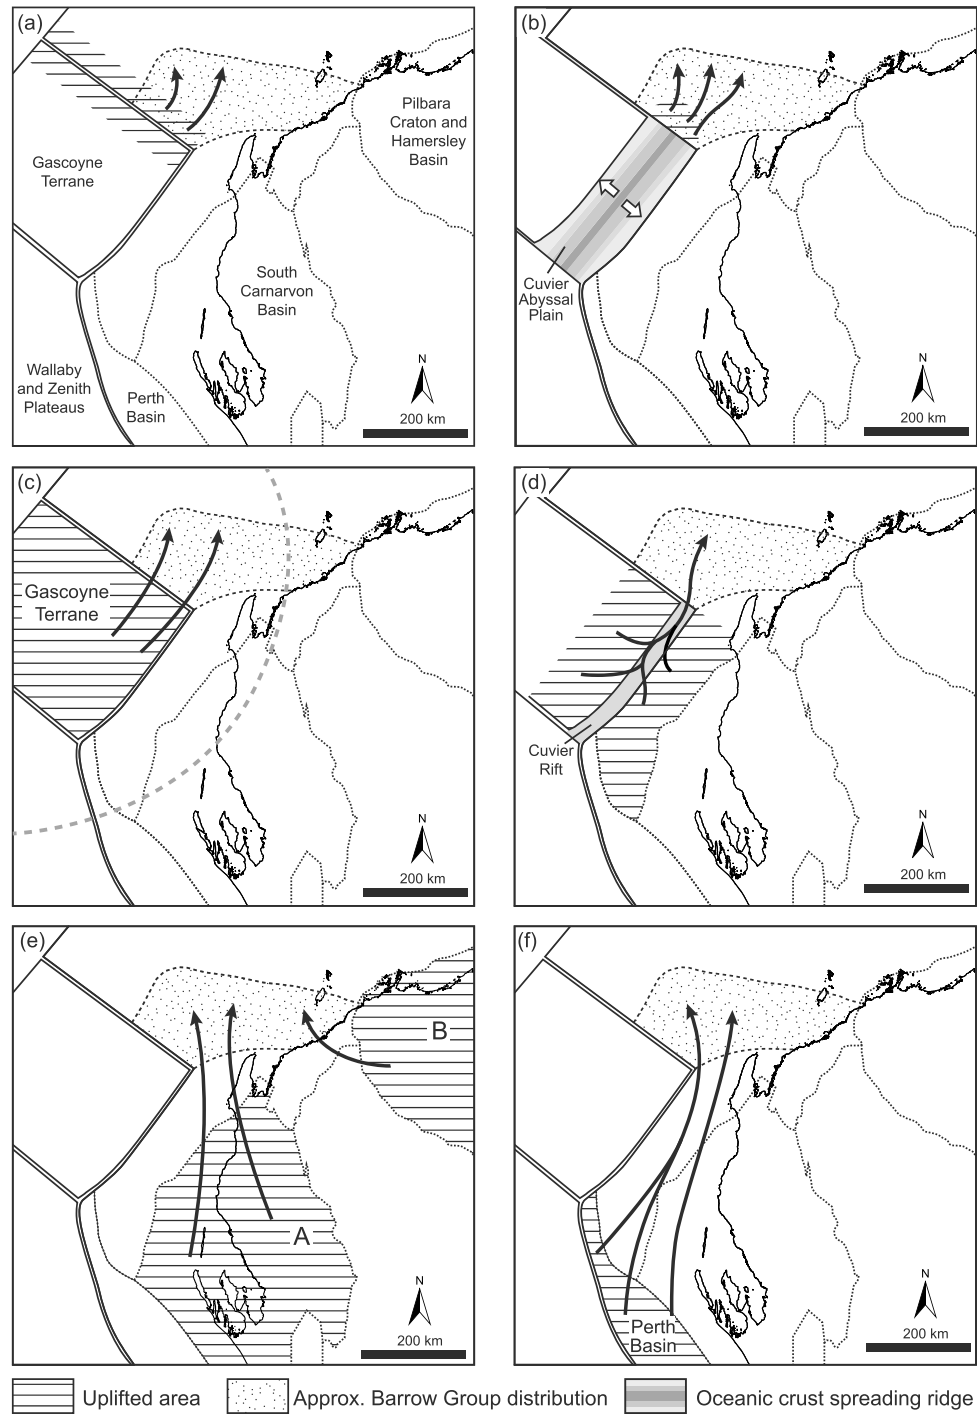 (a)
Gascoyne
Terrane
Pilbara
Craton and
Hamersley
Basin
South
Carnarvon
Basin
Wallaby
and Zenith
Plateaus
Perth
Basin
N
200 km
(b)
Cuvier
Abyssal
Plain
N
200 km
(c)
Gascoyne
Terrane
N
200 km
(d)
Cuvier
Rift
N
200 km
(e)
B
A
N
200 km
(f)
Perth
Basin
N
200 km
Uplifted area
Approx. Barrow Group distribution
Oceanic crust spreading ridge